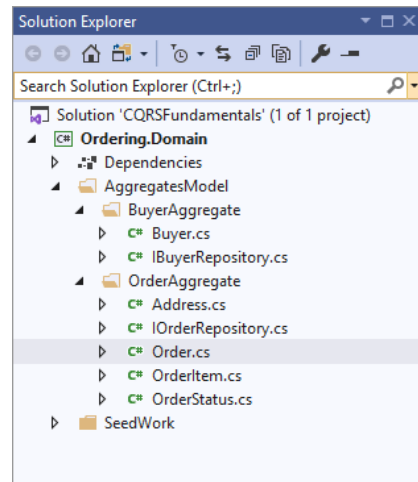 Solution Explorer
Search Solution Explorer (Ctrl+;)
Solution 'CQRSFundamentals' (1 of 1 project)
C# Ordering.Domain
Dependencies
AggregatesModel
BuyerAggregate
C# Buyer.cs
C# IBuyerRepository.cs
OrderAggregate
C# Address.cs
C# IOrderRepository.cs
C# Order.cs
C# OrderItem.cs
C# OrderStatus.cs
SeedWork